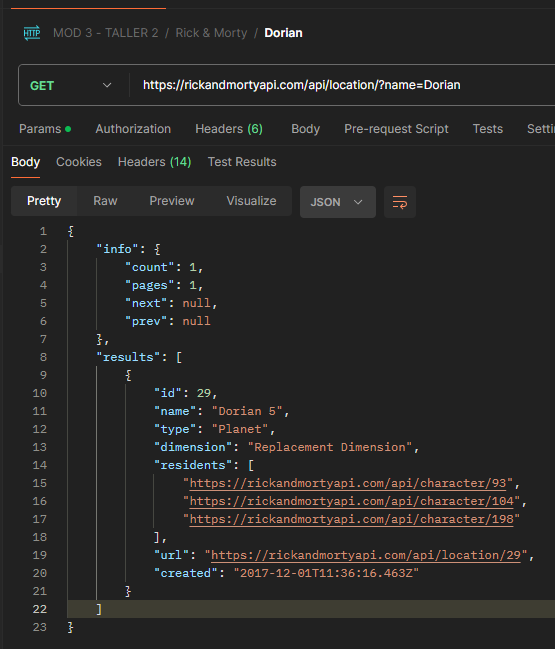 HTTP MOD 3 - TALLER 2 / Rick & Morty / Dorian
GET https://rickandmortyapi.com/api/location/?name=Dorian
Params Authorization Headers (6) Body Pre-request Script Tests Setti
Body Cookies Headers (14) Test Results
Pretty Raw Preview Visualize JSON
1 {
2 "info": {
3 "count": 1,
4 "pages": 1,
5 "next": null,
6 "prev": null
7 },
8 "results": [
9 {
10 "id": 29,
11 "name": "Dorian 5",
12 "type": "Planet",
13 "dimension": "Replacement Dimension",
14 "residents": [
15 "https://rickandmortyapi.com/api/character/93",
16 "https://rickandmortyapi.com/api/character/104",
17 "https://rickandmortyapi.com/api/character/198"
18 ],
19 "url": "https://rickandmortyapi.com/api/location/29",
20 "created": "2017-12-01T11:36:16.463Z"
21 }
22 ]
23 }